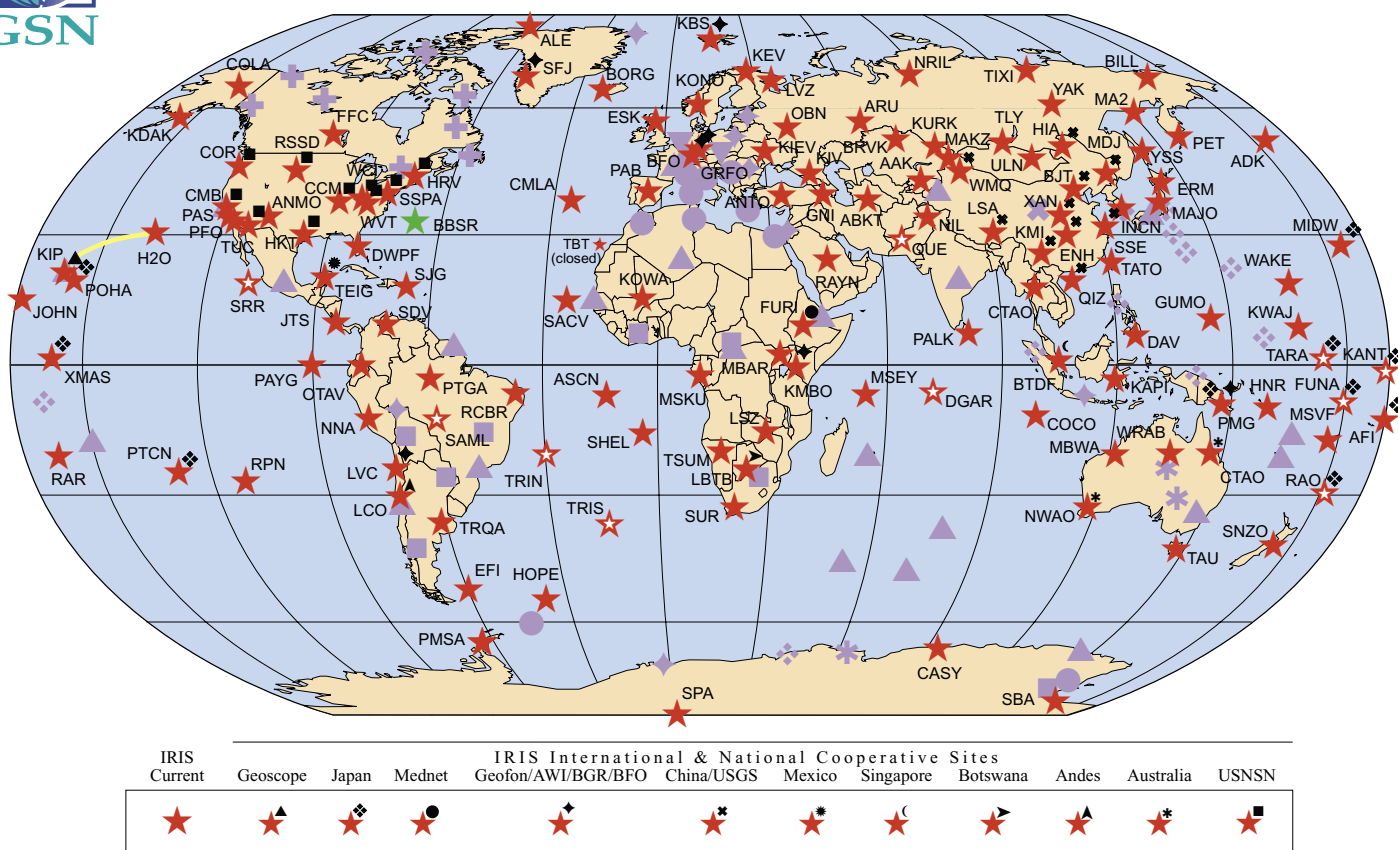 GSN
KBS
ALE
KEV
COLA
SFJ
BORG
KONO
LVZ
NRIL
TIXI
BILL
YAK
MA2
KDAK
FFC
ESK
OBN
ARU
KURK
TLY
HIA
MDJ
PET
ADK
COR
RSSD
WCI
HRV
BFO
KIEV
KIV
BRVK
MAKZ
AAK
ULN
YSS
CMB
CCM
SSPA
CMLA
PAB
GRFO
ANTO
GNI
ABKT
NIL
WMQ
LSA
BJT
XAN
ERM
PAS
ANMO
PFO
WVT
BBSR
MAJO
INCN
MIDW
TUC
HKT
DWPF
TBT
(closed)
QUE
KMI
ENH
SSE
TATO
KIP
H2O
POHA
SRR
TEIG
SJG
KOWA
RAYN
WAKE
JOHN
JTS
SDV
SACV
FURI
PALK
CTAO
QIZ
GUMO
KWAJ
DAV
XMAS
PAYG
OTAV
PTGA
ASCN
MBAR
MSKU
KMBO
MSEY
DGAR
BTDF
KAPI
TARA
KANT
HNR
FUNA
NNA
RCBR
SAML
SHEL
LSZ
COCO
PMG
MSVF
AFI
RAR
PTCN
RPN
LVC
TRIN
TSUM
LBTB
MBWA
WRAB
CTAO
RAO
LCO
TRIS
SUR
NWAO
TRQA
SNZO
TAU
EFI
HOPE
PMSA
CASY
SPA
SBA
IRIS International & National Cooperative Sites
IRIS
Current
Geoscope
Japan
Mednet
Geofon/AWI/BGR/BFO
China/USGS
Mexico
Singapore
Botswana
Andes
Australia
USNSN